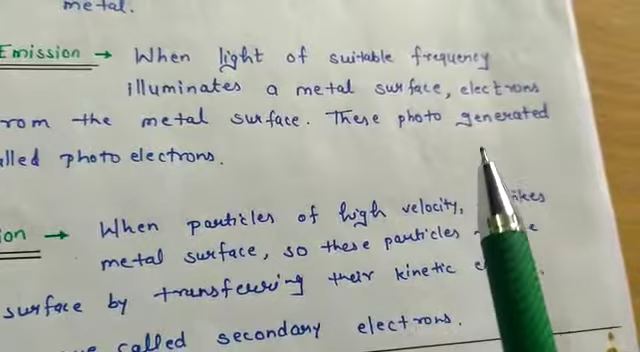 metal.
Emission → When light of suitable frequency
illuminates a metal surface, electrons
rom the metal surface. These photo generated
alled photo electrons.
ion → When particles of high velocity, ikes
metal surface, so these particles e
surface by transferring their kinetic e
called secondary electrons.